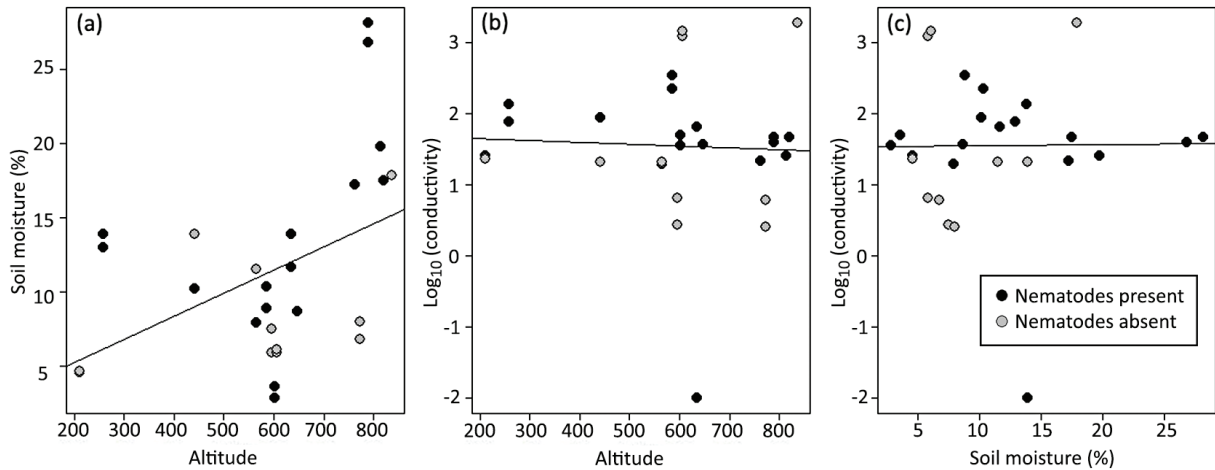 (a)
Soil moisture (%)
25
20
15
10
5
200 300 400 500 600 700 800
Altitude
(b)
Log10 (conductivity)
3
2
1
0
-1
-2
200 300 400 500 600 700 800
Altitude
(c)
Log10 (conductivity)
3
2
1
0
-1
-2
5 10 15 20 25
Soil moisture (%)
Nematodes present
Nematodes absent